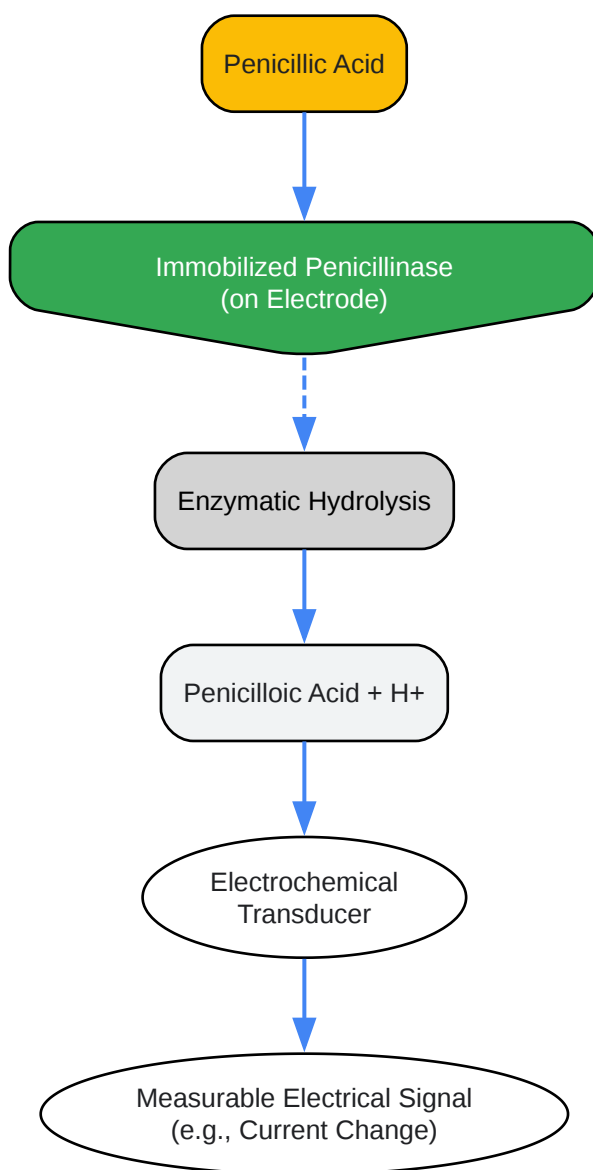 Penicillic Acid
Immobilized Penicillinase
(on Electrode)
Enzymatic Hydrolysis
Penicilloic Acid + H+
Electrochemical
Transducer
Measurable Electrical Signal
(e.g., Current Change)